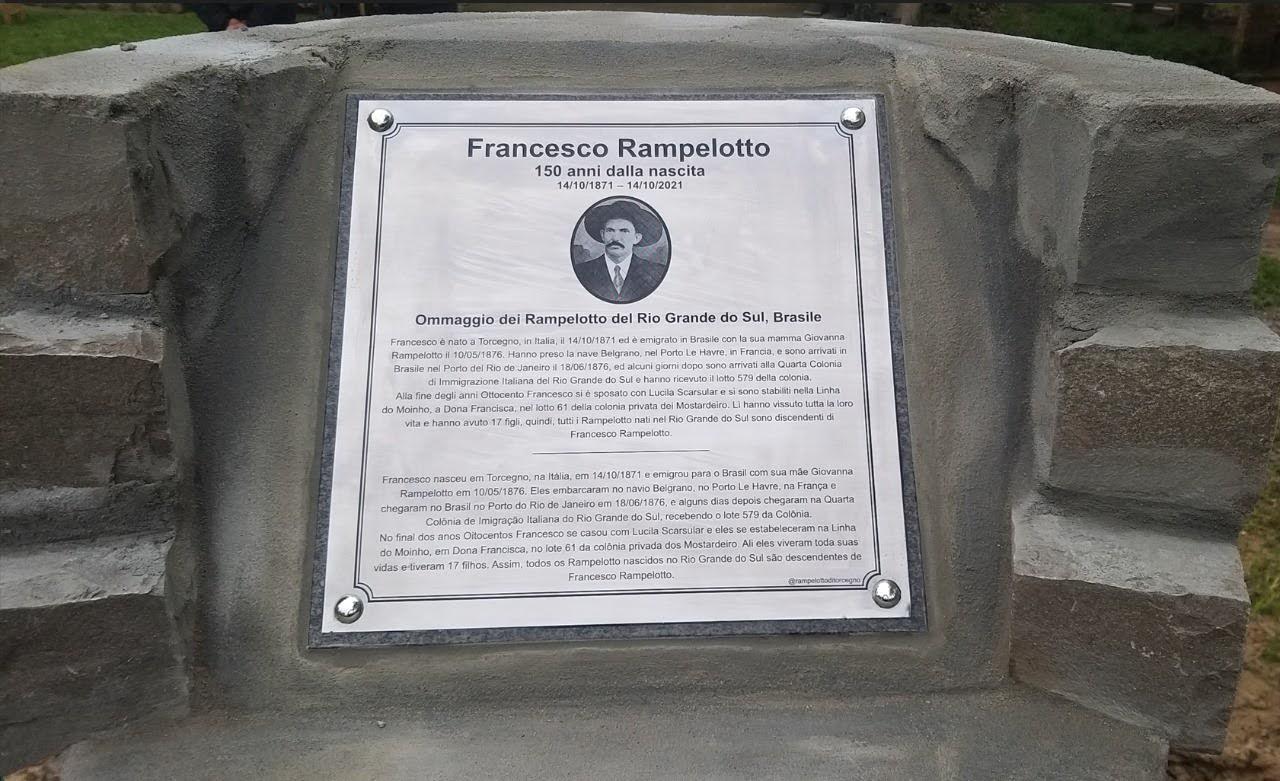 Francesco Rampelotto
150 anni dalla nascita
14/10/1871 – 14/10/2021
Ommaggio dei Rampelotto del Rio Grande do Sul, Brasile
Francesco è nato a Torcegno, in Italia, il 14/10/1871 ed è emigrato in Brasile con la sua mamma Giovanna
Rampelotto il 10/05/1876. Hanno preso la nave Belgrano, nel Porto Le Havre, in Francia, e sono arrivati in
Brasile nel Porto del Rio de Janeiro il 18/06/1876, ed alcuni giorni dopo sono arrivati alla Quarta Colonia
di Immigrazione Italiana del Rio Grande do Sul e hanno ricevuto il lotto 579 della colonia.
Alla fine degli anni Ottocento Francesco si è sposato con Lucila Scarsular e si sono stabiliti nella Linha
do Moinho, a Dona Francisca, nel lotto 61 della colonia privata dei Mostardeiro. Lì hanno vissuto tutta la loro
vita e hanno avuto 17 figli, quindi, tutti i Rampelotto nati nel Rio Grande do Sul sono discendenti di
Francesco Rampelotto.
Francesco nasceu em Torcegno, na Itália, em 14/10/1871 e emigrou para o Brasil com sua mãe Giovanna
Rampelotto em 10/05/1876. Eles embarcaram no navio Belgrano, no Porto Le Havre, na França e
chegaram no Brasil no Porto do Rio de Janeiro em 18/06/1876, e alguns dias depois chegaram na Quarta
Colônia de Imigração Italiana do Rio Grande do Sul, recebendo o lote 579 da Colônia.
No final dos anos Oitocentos Francesco se casou com Lucila Scarsular e eles se estabeleceram na Linha
do Moinho, em Dona Francisca, no lote 61 da colônia privada dos Mostardeiro. Ali eles viveram toda suas
vidas e tiveram 17 filhos. Assim, todos os Rampelotto nascidos no Rio Grande do Sul são descendentes de
Francesco Rampelotto.
@rampelottoditorcegno